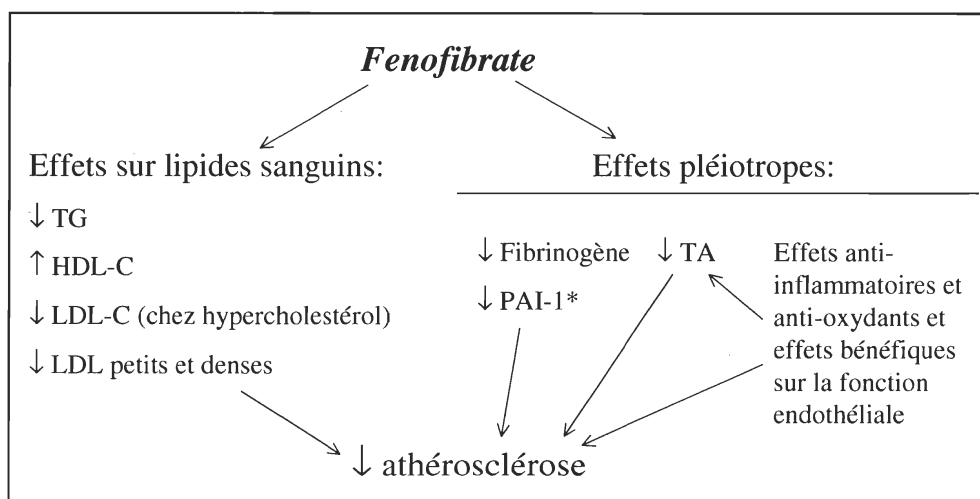 Fenofibrate
Effets sur lipides sanguins:
↓ TG
↑ HDL-C
↓ LDL-C (chez hypercholestérol)
↓ LDL petits et denses
Effets pléiotropes:
↓ Fibrinogène
↓ PAI-1*
↓ TA
Effets anti-
inflammatoires et
anti-oxydants et
effets bénéfiques
sur la fonction
endothéliale
↓ athérosclérose